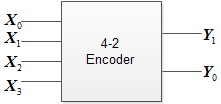 X₀
X₁
X₂
X₃
4-2
Encoder
Y₁
Y₀